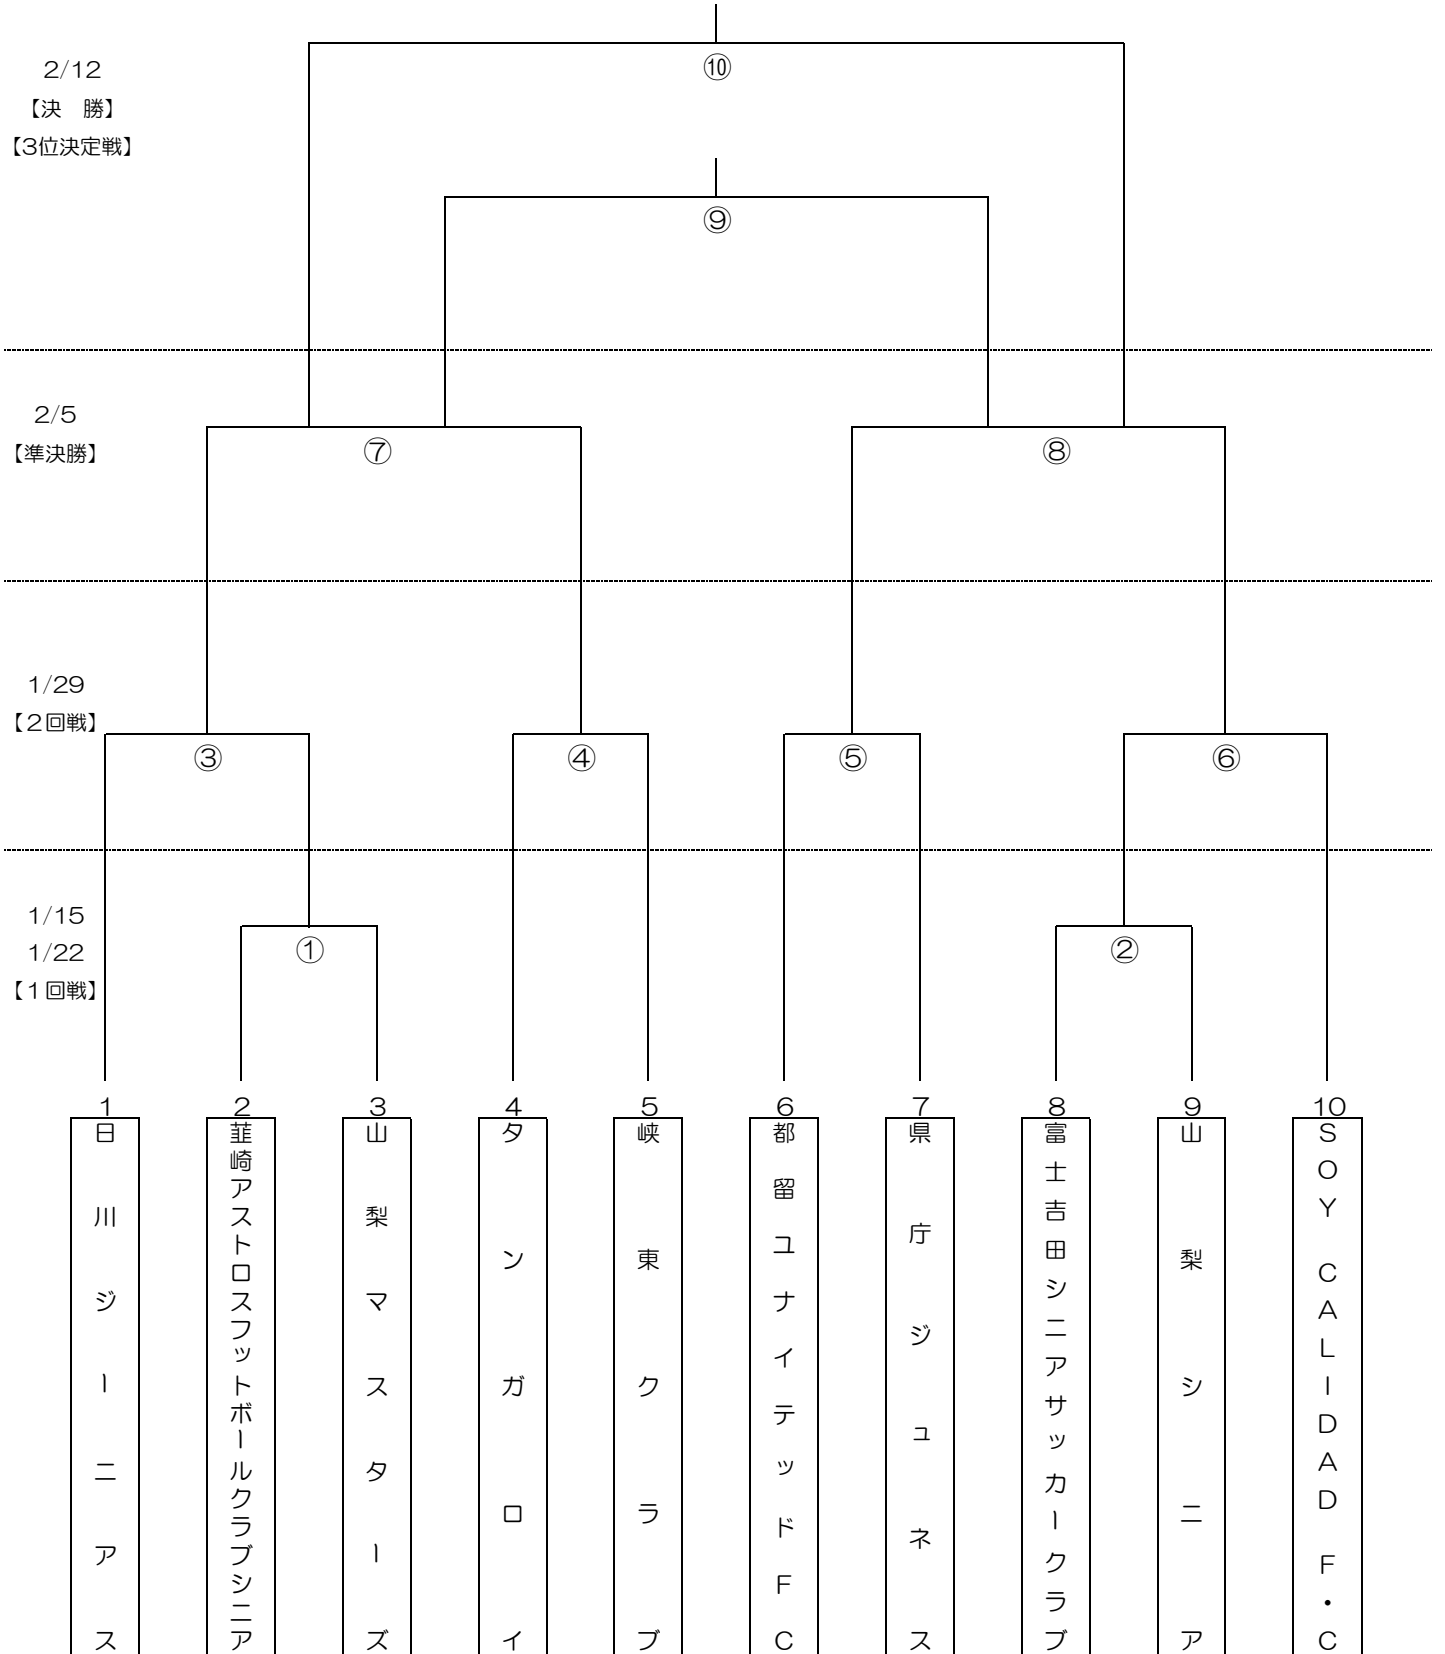 2/12
【決　勝】
【3位決定戦】
⑩
⑨
2/5
【準決勝】
⑦
⑧
1/29
【2回戦】
③
④
⑤
⑥
1/15
1/22
【1回戦】
①
②
1
2
3
4
5
6
7
8
9
10
日川ジーニアス
韮崎アストロスフットボールクラブシニア
山梨マスターズ
タンガロイ
峡東クラブ
都留ユナイテッドFC
県庁ジュネス
富士吉田シニアサッカークラブ
山梨シニア
SOY CALIDAD F・C